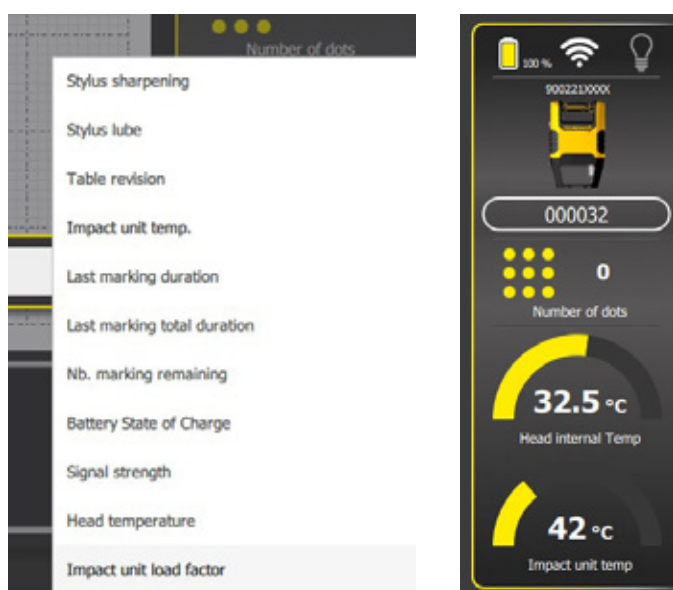 Number of dots
Stylus sharpening
Stylus lube
Table revision
Impact unit temp.
Last marking duration
Last marking total duration
Nb. marking remaining
Battery State of Charge
Signal strength
Head temperature
Impact unit load factor
100 %
900221XXXX
000032
0
Number of dots
32.5 °C
Head internal Temp
42 °C
Impact unit temp